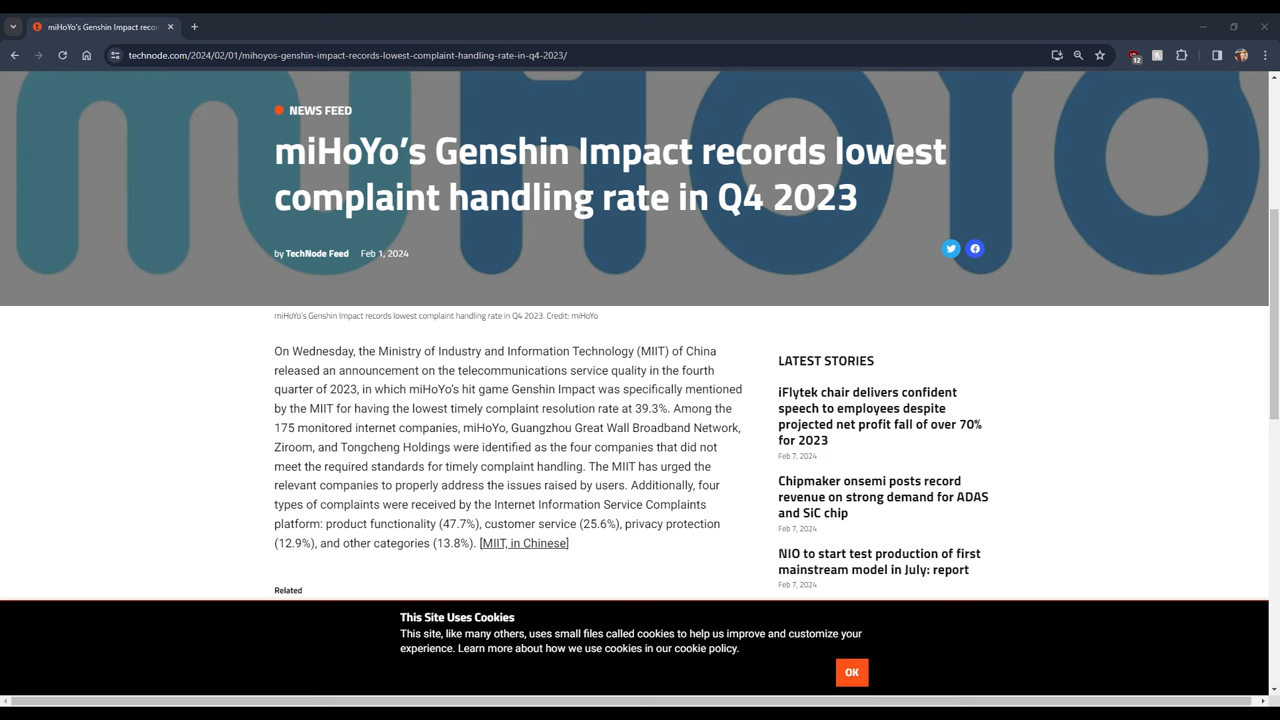 miHoYo's Genshin Impact reco
technode.com/2024/02/01/mihoyos-genshin-impact-records-lowest-complaint-handling-rate-in-q4-2023/
12
miHoYo
NEWS FEED
miHoYo’s Genshin Impact records lowest
complaint handling rate in Q4 2023
by TechNode Feed Feb 1, 2024
miHoYo's Genshin Impact records lowest complaint handling rate in Q4 2023. Credit: miHoYo
On Wednesday, the Ministry of Industry and Information Technology (MIIT) of China
released an announcement on the telecommunications service quality in the fourth
quarter of 2023, in which miHoYo’s hit game Genshin Impact was specifically mentioned
by the MIIT for having the lowest timely complaint resolution rate at 39.3%. Among the
175 monitored internet companies, miHoYo, Guangzhou Great Wall Broadband Network,
Ziroom, and Tongcheng Holdings were identified as the four companies that did not
meet the required standards for timely complaint handling. The MIIT has urged the
relevant companies to properly address the issues raised by users. Additionally, four
types of complaints were received by the Internet Information Service Complaints
platform: product functionality (47.7%), customer service (25.6%), privacy protection
(12.9%), and other categories (13.8%). [MIIT, in Chinese]
Related
LATEST STORIES
iFlytek chair delivers confident
speech to employees despite
projected net profit fall of over 70%
for 2023
Feb 7, 2024
Chipmaker onsemi posts record
revenue on strong demand for ADAS
and SiC chip
Feb 7, 2024
NIO to start test production of first
mainstream model in July: report
Feb 7, 2024
This Site Uses Cookies
This site, like many others, uses small files called cookies to help us improve and customize your
experience. Learn more about how we use cookies in our cookie policy.
OK